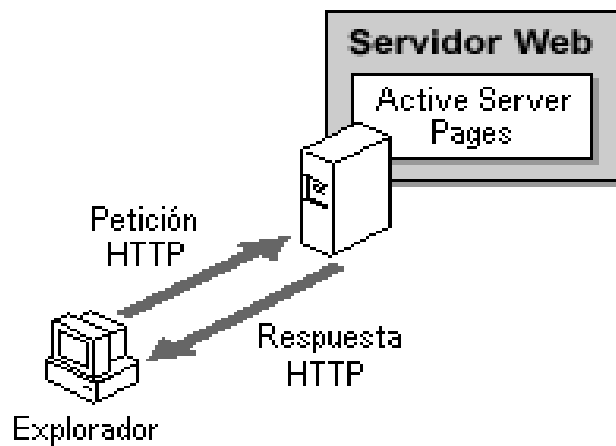 Servidor Web
Active Server
Pages
Petición
HTTP
Respuesta
HTTP
Explorador